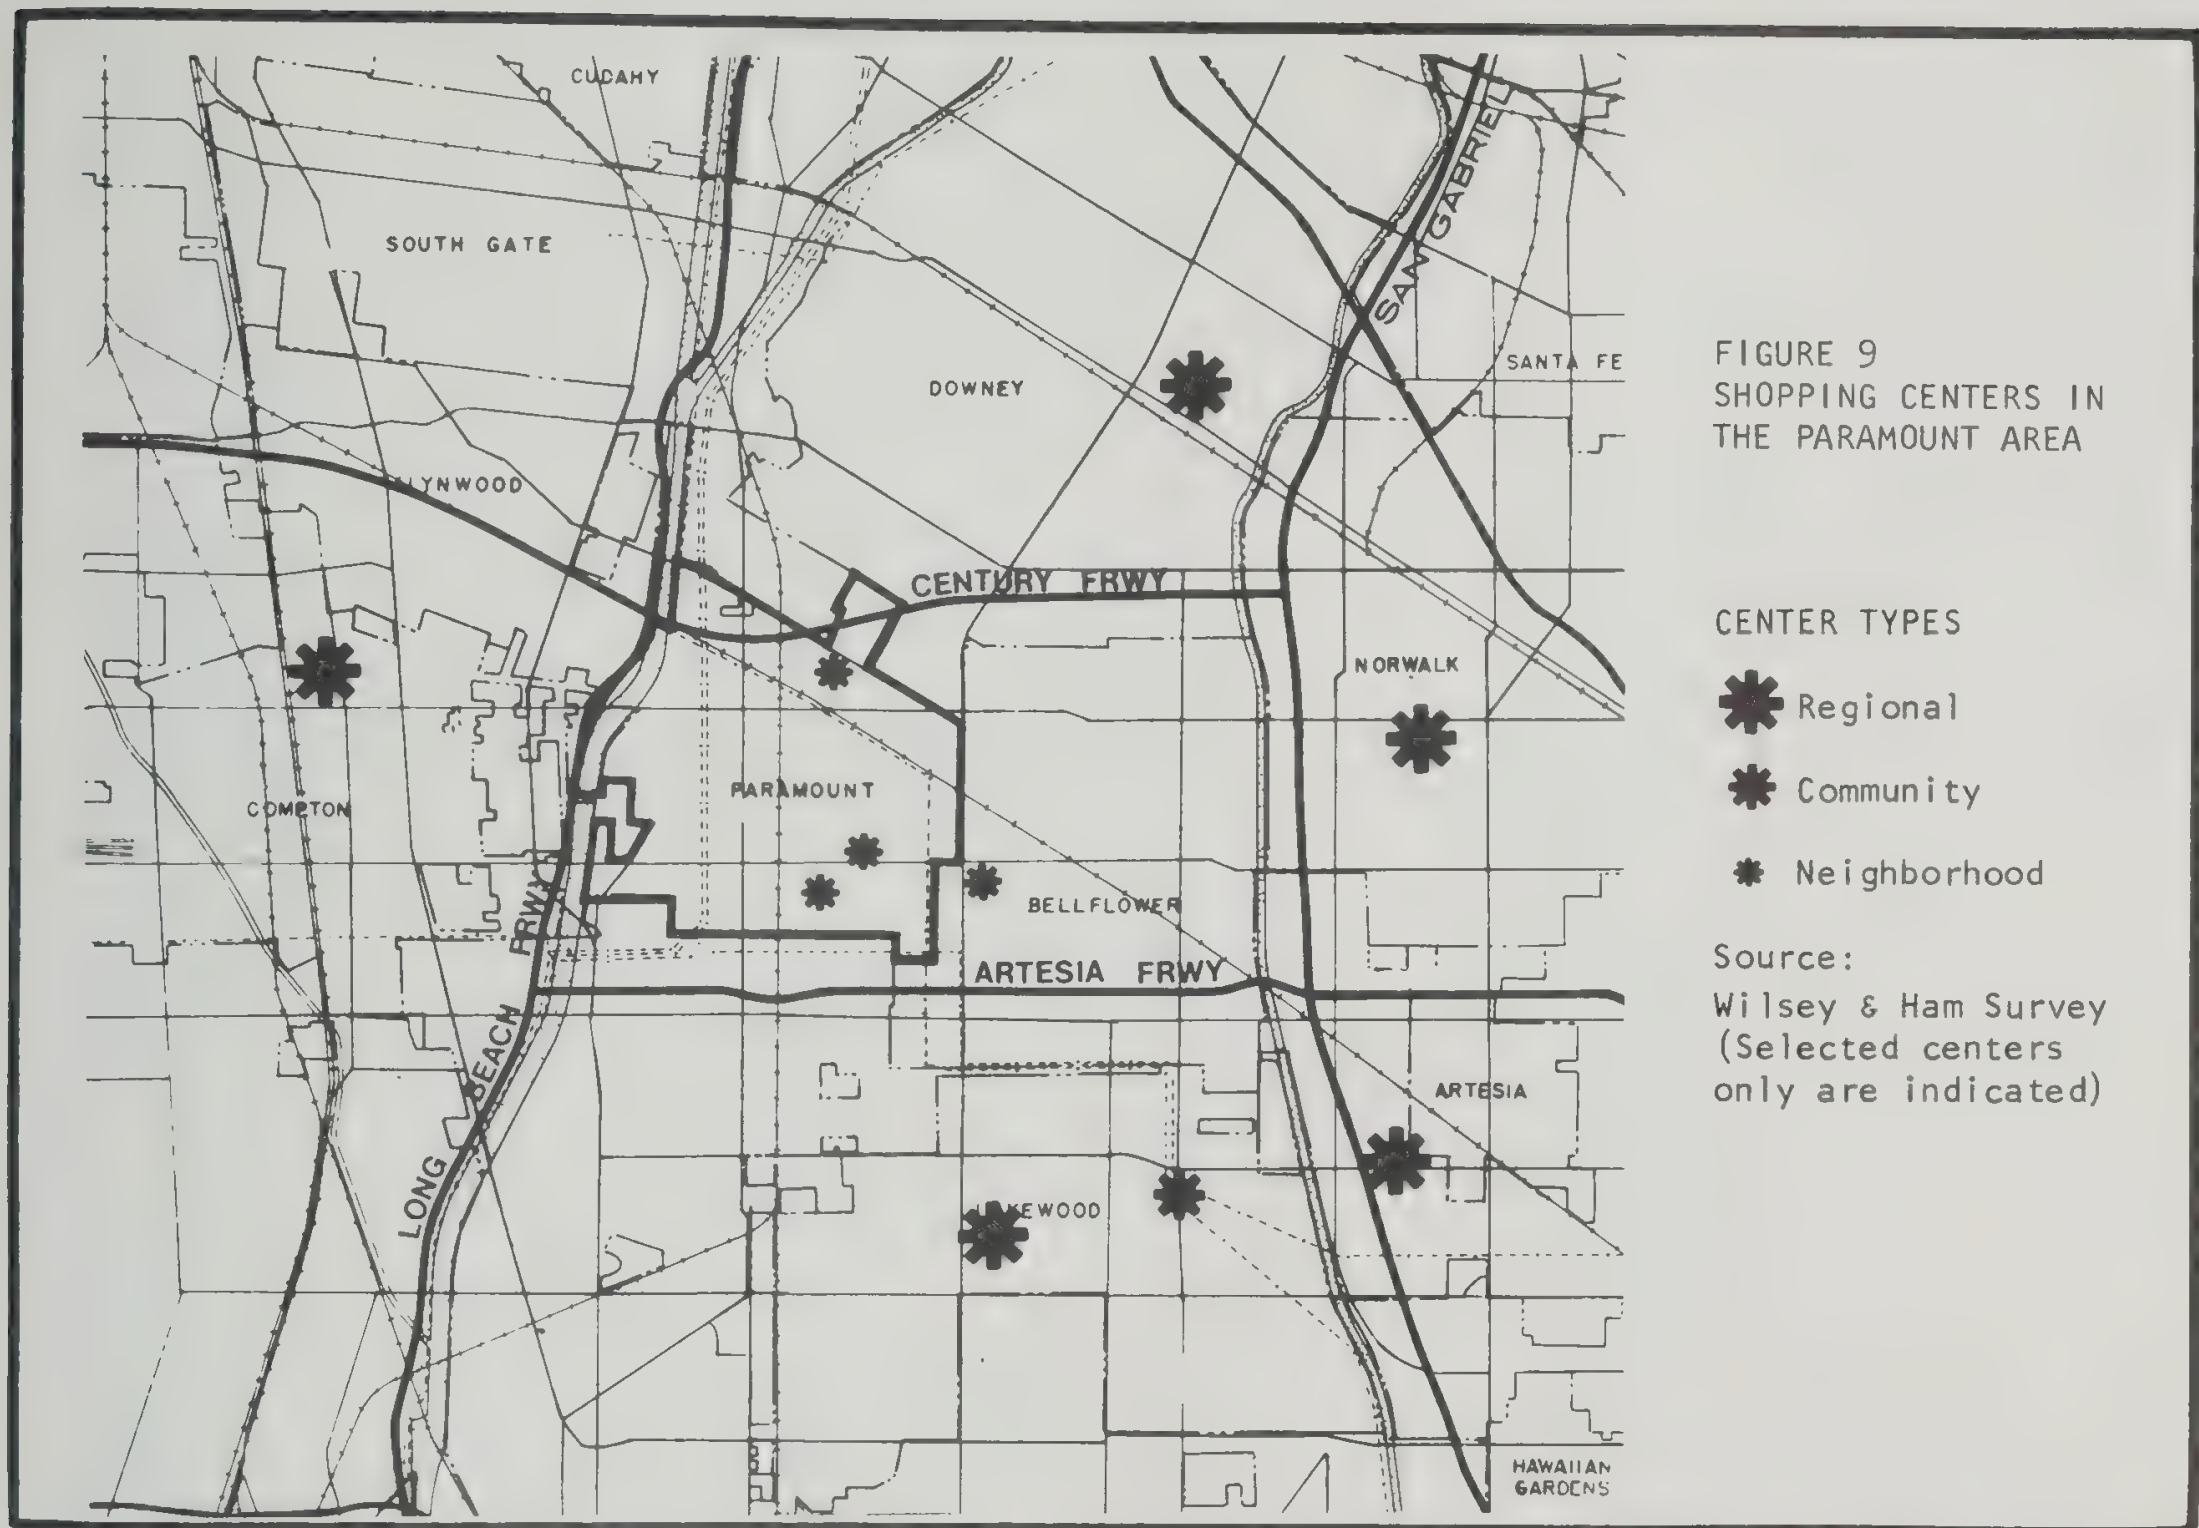 CUDAHY
SOUTH GATE
SAN GABRIEL
SANTA FE
DOWNEY
LYNWOOD
CENTURY FRWY
NORWALK
PARAMOUNT
COMPTON
BELLFLOWER
FRWY
ARTESIA FRWY
BEACH
ARTESIA
LONG
LAKEWOOD
HAWAIIAN
GARDENS
FIGURE 9
SHOPPING CENTERS IN
THE PARAMOUNT AREA
CENTER TYPES
Regional
Community
Neighborhood
Source:
Wilsey & Ham Survey
(Selected centers
only are indicated)